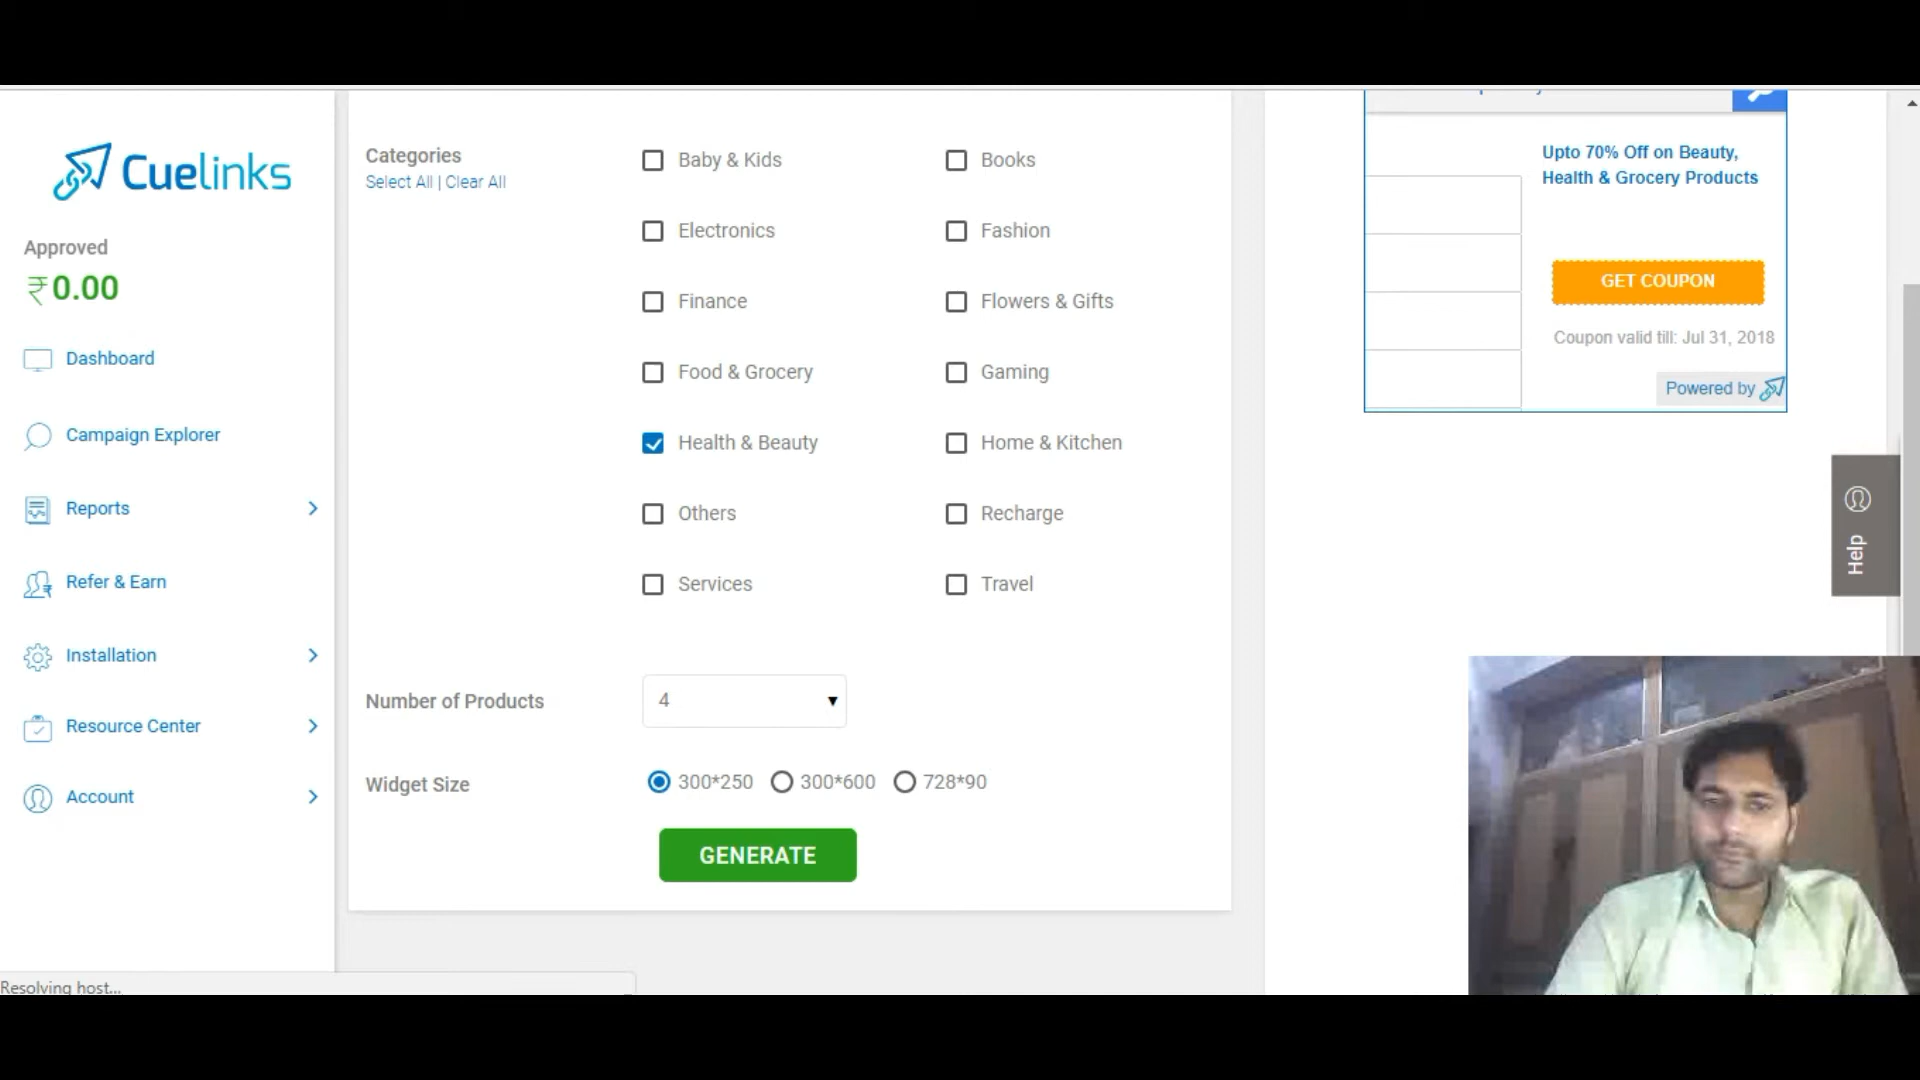 Cuelinks
Approved
₹0.00
Dashboard
Campaign Explorer
Reports
Refer & Earn
Installation
Resource Center
Account
Resolving host...
Categories
Select All | Clear All
Baby & Kids
Books
Electronics
Fashion
Finance
Flowers & Gifts
Food & Grocery
Gaming
Health & Beauty
Home & Kitchen
Others
Recharge
Services
Travel
Number of Products
4
Widget Size
300*250
300*600
728*90
GENERATE
Upto 70% Off on Beauty,
Health & Grocery Products
GET COUPON
Coupon valid till: Jul 31, 2018
Powered by
Help